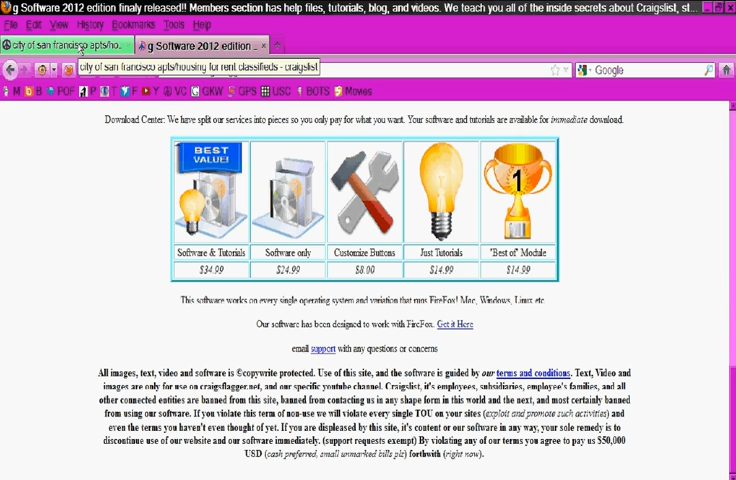 g Software 2012 edition finaly released!! Members section has help files, tutorials, blog, and videos. We teach you all of the inside secrets about Craigslist, st...
File Edit View History Bookmarks Tools Help
city of san francisco apts/ho... g Software 2012 edition ...
city of san francisco apts/housing for rent classifieds - craigslist
Google
M B POF P T F Y VC GKW GPS USC BOTS Movies
Download Center: We have split our services into pieces so you only pay for what you want. Your software and tutorials are available for immediate download.
BEST
VALUE!
1
Software & Tutorials Software only Customize Buttons Just Tutorials "Best of" Module
$34.99 $24.99 $8.00 $14.99 $14.99
This software works on every single operating system and variation that runs FireFox! Mac, Windows, Linux etc.
Our software has been designed to work with FireFox. Get it Here
email support with any questions or concerns
All images, text, video and software is ©copywrite protected. Use of this site, and the software is guided by our terms and conditions. Text, Video and
images are only for use on craigsflagger.net, and our specific youtube channel. Craigslist, it's employees, subsidiaries, employee's families, and all
other connected entities are banned from this site, banned from contacting us in any shape form in this world and the next, and most certainly banned
from using our software. If you violate this term of non-use we will violate every single TOU on your sites (exploit and promote such activities) and
even the terms you haven't even thought of yet. If you are displeased by this site, it's content or our software in any way, your sole remedy is to
discontinue use of our website and our software immediately. (support requests exempt) By violating any of our terms you agree to pay us $50,000
USD (cash preferred, small unmarked bills plz) forthwith (right now).